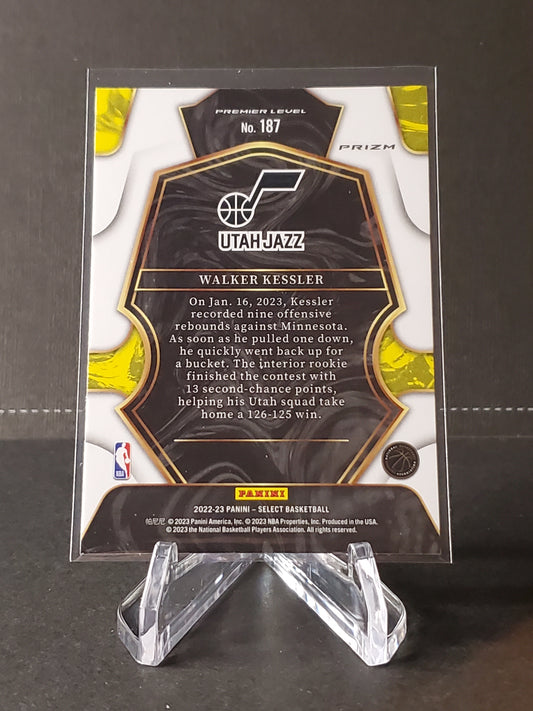 PREMIER LEVEL
No. 187
PRIZM
UTAH JAZZ
WALKER KESSLER
On Jan. 16, 2023, Kessler
recorded nine offensive
rebounds against Minnesota.
As soon as he pulled one down,
he quickly went back up for
a bucket. The interior rookie
finished the contest with
13 second-chance points,
helping his Utah squad take
home a 126-125 win.
NBA
PANINI
2022-23 PANINI – SELECT BASKETBALL
帕尼尼 © 2023 Panini America, Inc. © 2023 NBA Properties, Inc. Produced in the USA.
© 2023 the National Basketball Players Association. All rights reserved.